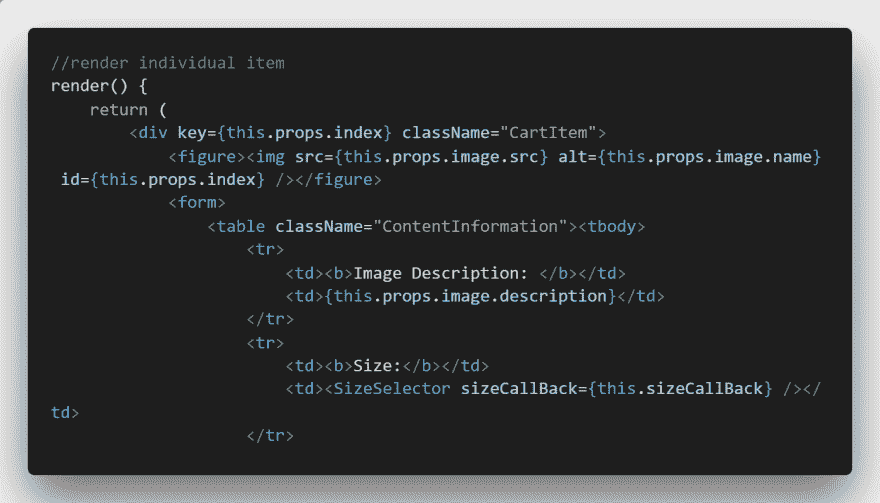 //render individual item
render() {
    return (
        <div key={this.props.index} className="CartItem">
            <figure><img src={this.props.image.src} alt={this.props.image.name}
 id={this.props.index} /></figure>
            <form>
                <table className="ContentInformation"><tbody>
                    <tr>
                        <td><b>Image Description: </b></td>
                        <td>{this.props.image.description}</td>
                    </tr>
                    <tr>
                        <td><b>Size:</b></td>
                        <td><SizeSelector sizeCallBack={this.sizeCallBack} /></
td>
                    </tr>